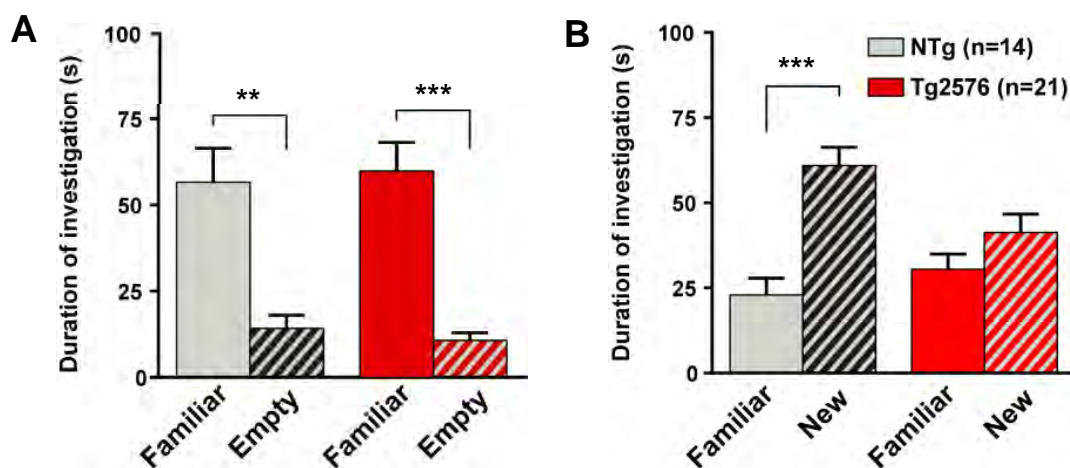 A
Duration of investigation (s)
100
75
50
25
0
**
***
Familiar
Empty
Familiar
Empty
B
Duration of investigation (s)
100
75
50
25
0
***
NTg (n=14)
Tg2576 (n=21)
Familiar
New
Familiar
New